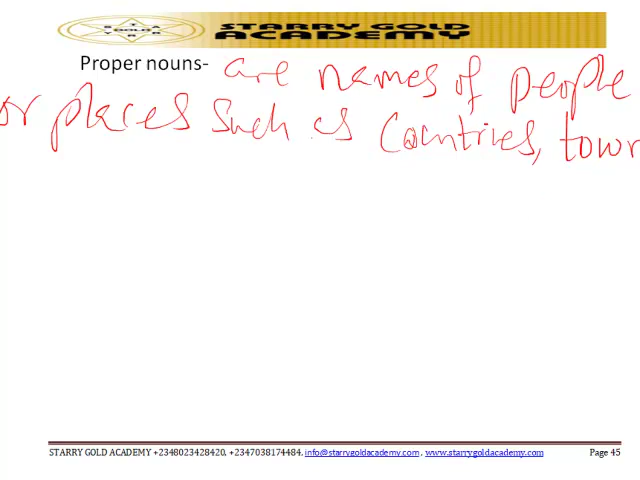 STARRY GOLD
ACADEMY
Proper nouns- are names of people
or places such as Countries, town
STARRY GOLD ACADEMY +2348023428420, +2347038174484, info@starrygoldacademy.com, www.starrygoldacademy.com Page 45